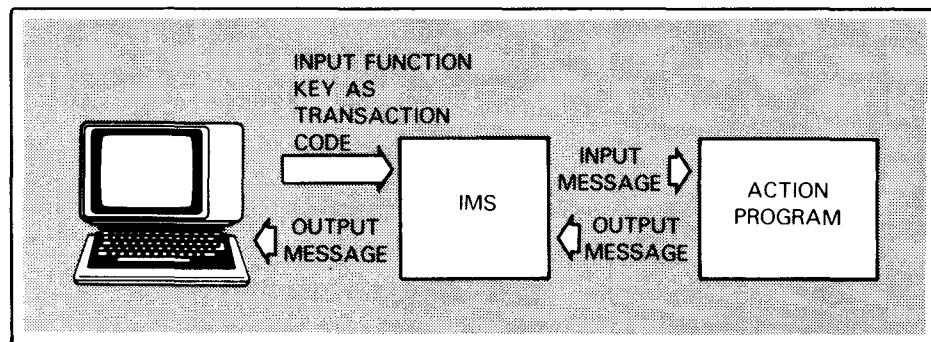 INPUT FUNCTION
KEY AS
TRANSACTION
CODE
OUTPUT
MESSAGE
IMS
INPUT
MESSAGE
OUTPUT
MESSAGE
ACTION
PROGRAM